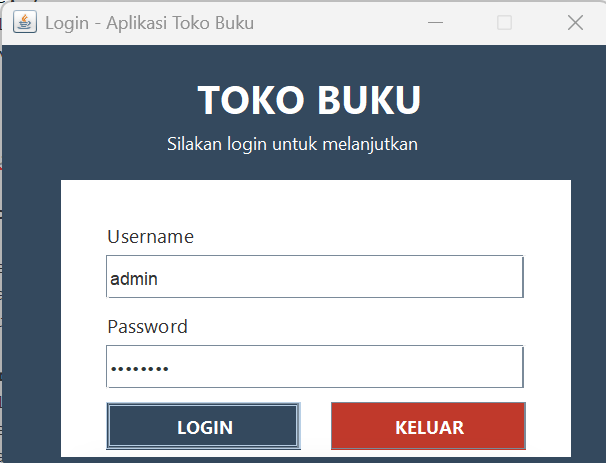 Login - Aplikasi Toko Buku
TOKO BUKU
Silakan login untuk melanjutkan
Username
admin
Password
••••••••
LOGIN
KELUAR